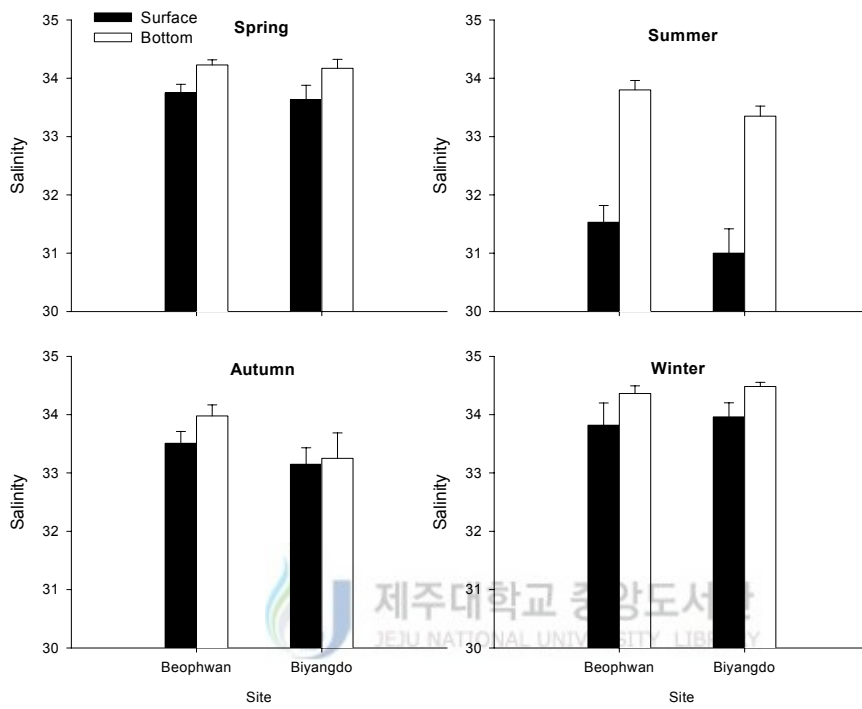 Surface
Bottom
Spring
Salinity
35
34
33
32
31
30
Summer
Salinity
35
34
33
32
31
30
Autumn
Salinity
35
34
33
32
31
30
Beophwan
Biyangdo
Site
Winter
Salinity
35
34
33
32
31
30
Beophwan
Biyangdo
Site
제주대학교 중앙도서관
JEJU NATIONAL UNIVERSITY LIBRARY